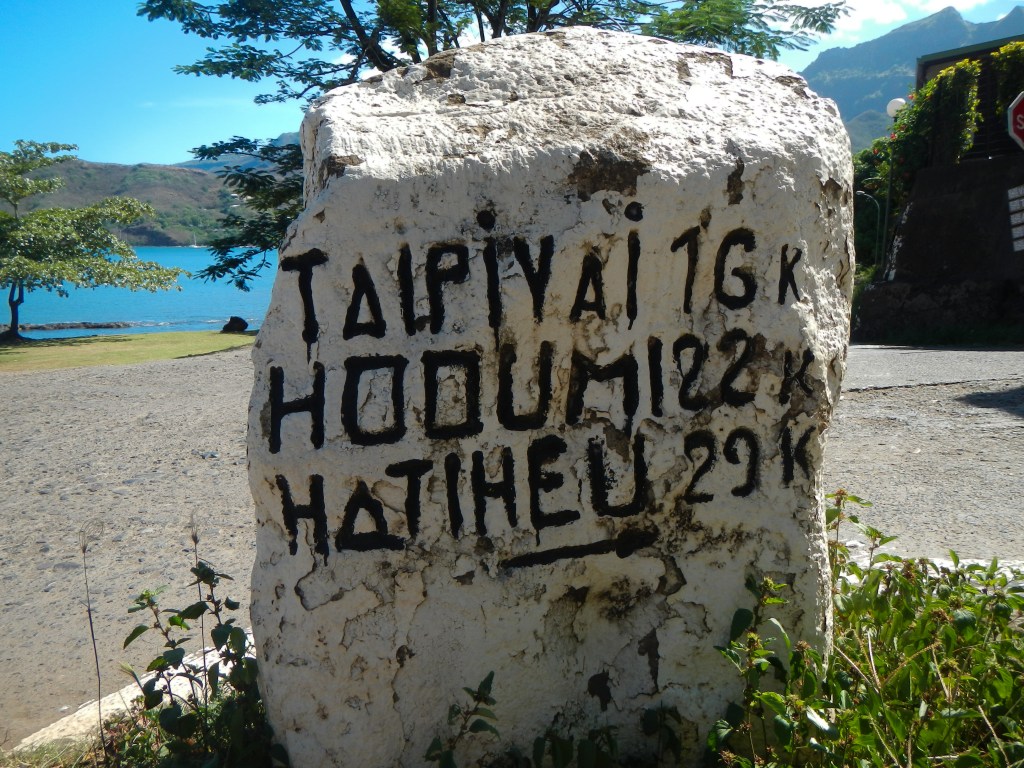 TAIPIVAI 16 K
HOOUMI 22 K
HATIHEU 29 K